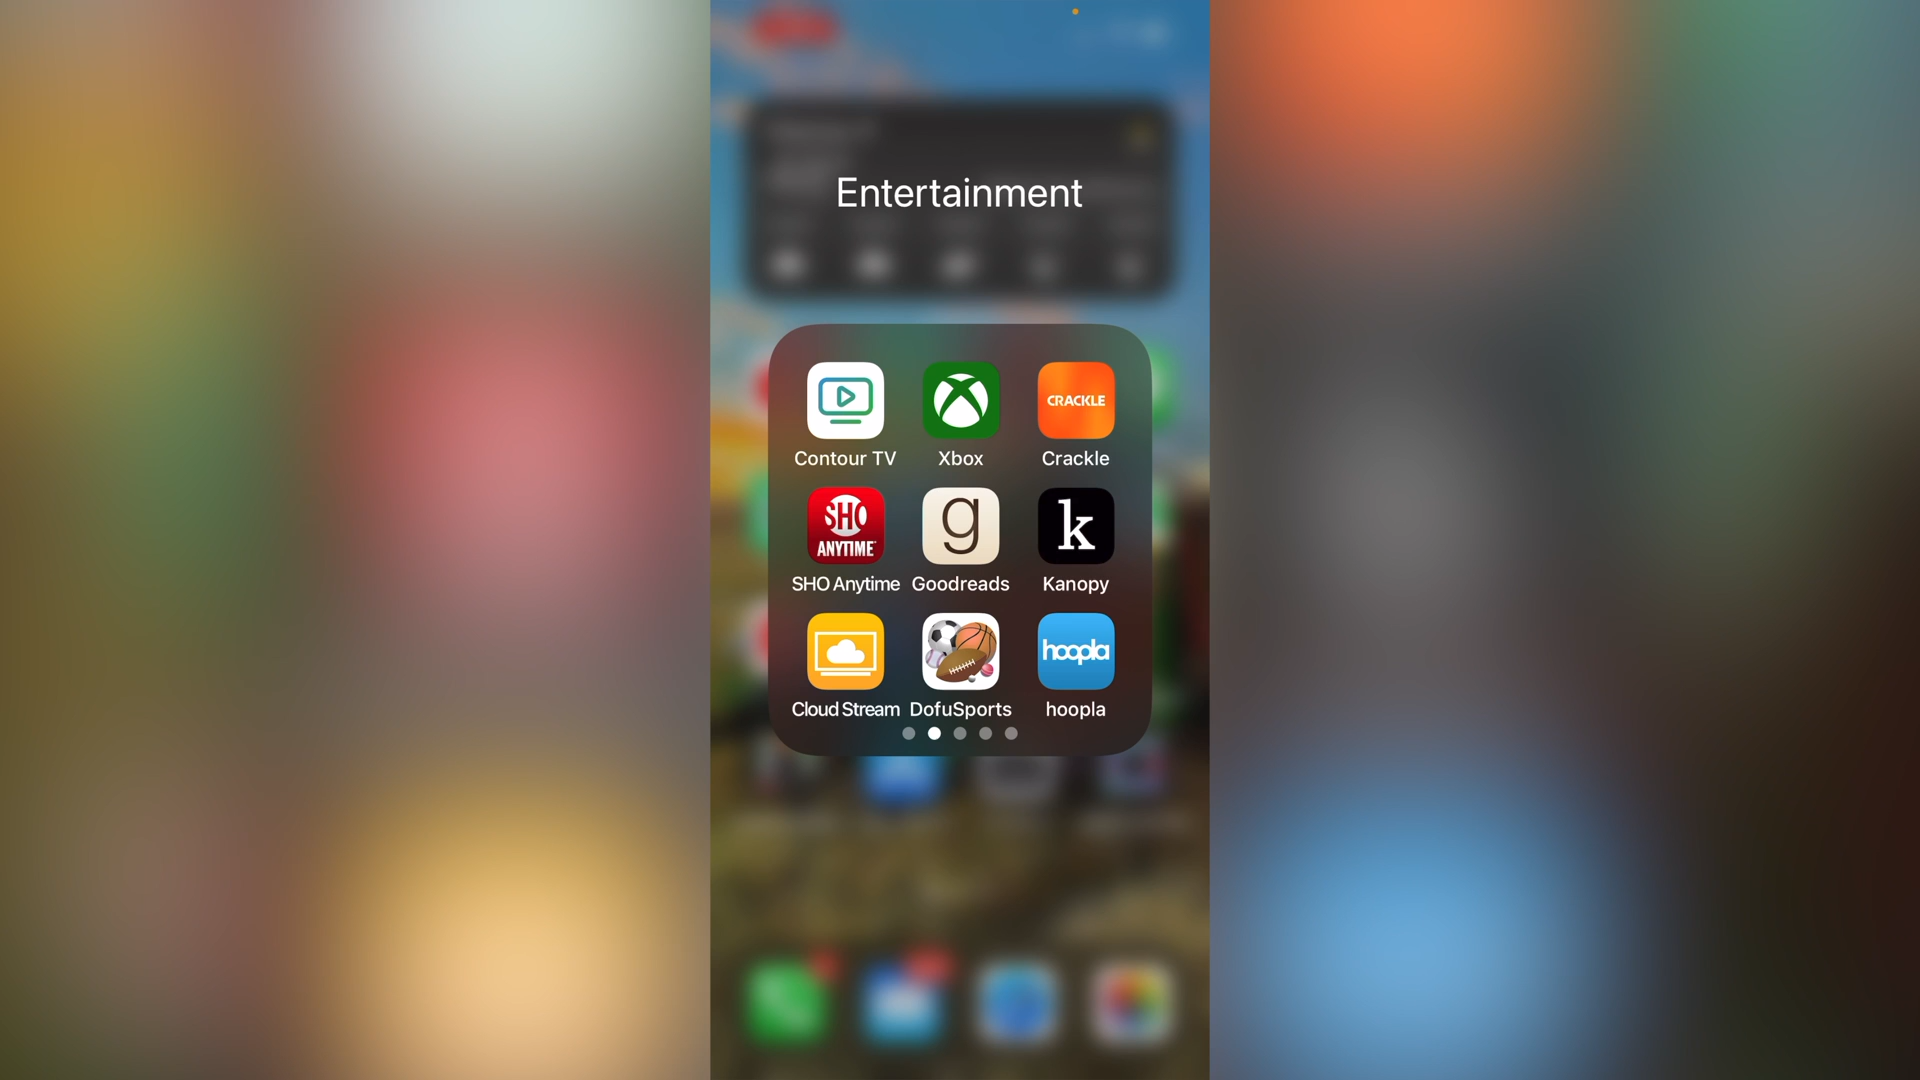 Entertainment
CRACKLE
Contour TV Xbox Crackle
SHO
ANYTIME
g
k
SHO Anytime Goodreads Kanopy
hoopla
Cloud Stream DofuSports hoopla